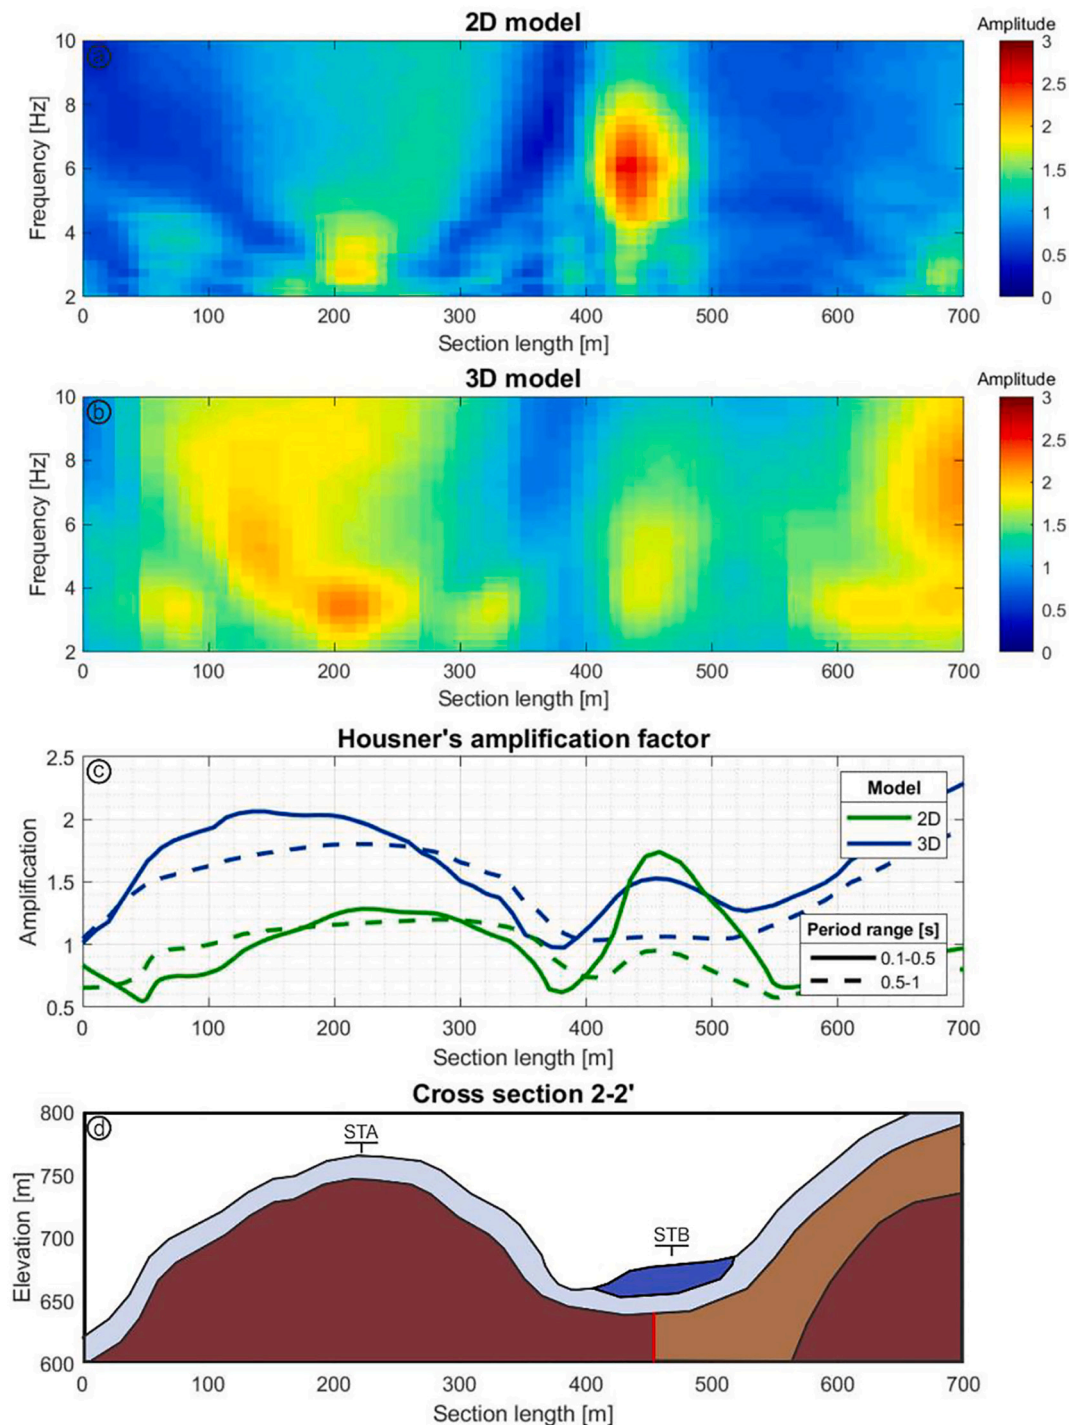 2D model
Amplitude
a
Frequency [Hz]
10
8
6
4
2
0 100 200 300 400 500 600 700
Section length [m]
3
2.5
2
1.5
1
0.5
0
3D model
Amplitude
b
Frequency [Hz]
10
8
6
4
2
0 100 200 300 400 500 600 700
Section length [m]
3
2.5
2
1.5
1
0.5
0
Housner's amplification factor
c
Amplification
2.5
2
1.5
1
0.5
Model
2D
3D
Period range [s]
0.1-0.5
0.5-1
0 100 200 300 400 500 600 700
Section length [m]
Cross section 2-2'
d
Elevation [m]
800
750
700
650
600
STA
STB
0 100 200 300 400 500 600 700
Section length [m]